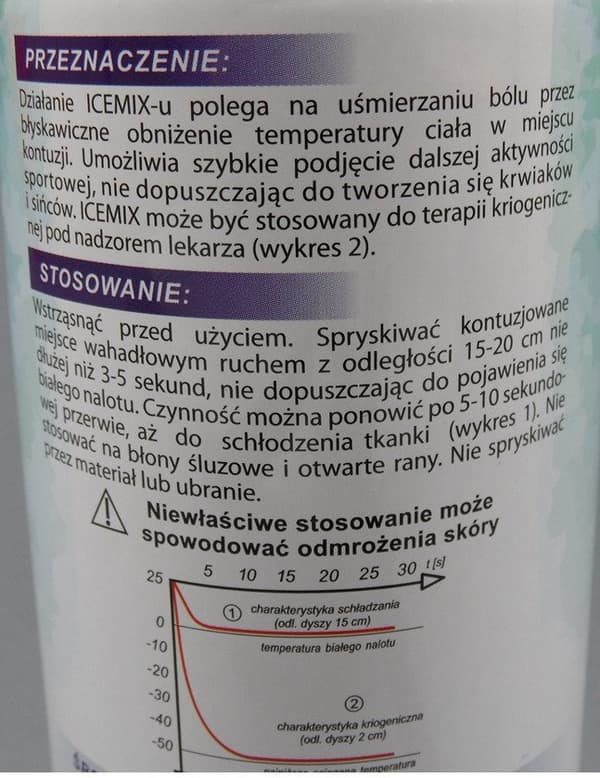 PRZEZNACZENIE:
Działanie ICEMIX-u polega na uśmierzaniu bólu przez
błyskawiczne obniżenie temperatury ciała w miejscu
kontuzji. Umożliwia szybkie podjęcie dalszej aktywności
sportowej, nie dopuszczając do tworzenia się krwiaków
i sińców. ICEMIX może być stosowany do terapii kriogenicz-
nej pod nadzorem lekarza (wykres 2).
STOSOWANIE:
Wstrząsnąć przed użyciem. Spryskiwać kontuzjowane
miejsce wahadłowym ruchem z odległości 15-20 cm nie
dłużej niż 3-5 sekund, nie dopuszczając do pojawienia się
białego nalotu. Czynność można ponowić po 5-10 sekundo-
wej przerwie, aż do schłodzenia tkanki (wykres 1). Nie
stosować na błony śluzowe i otwarte rany. Nie spryskiwać
przez materiał lub ubranie.
Niewłaściwe stosowanie może
spowodować odmrożenia skóry
5 10 15 20 25 30 t [s]
25
1 charakterystyka schładzania
(odl. dyszy 15 cm)
0
temperatura białego nalotu
-10
-20
-30
2
-40
charakterystyka kriogeniczna
(odl. dyszy 2 cm)
-50
temperatura